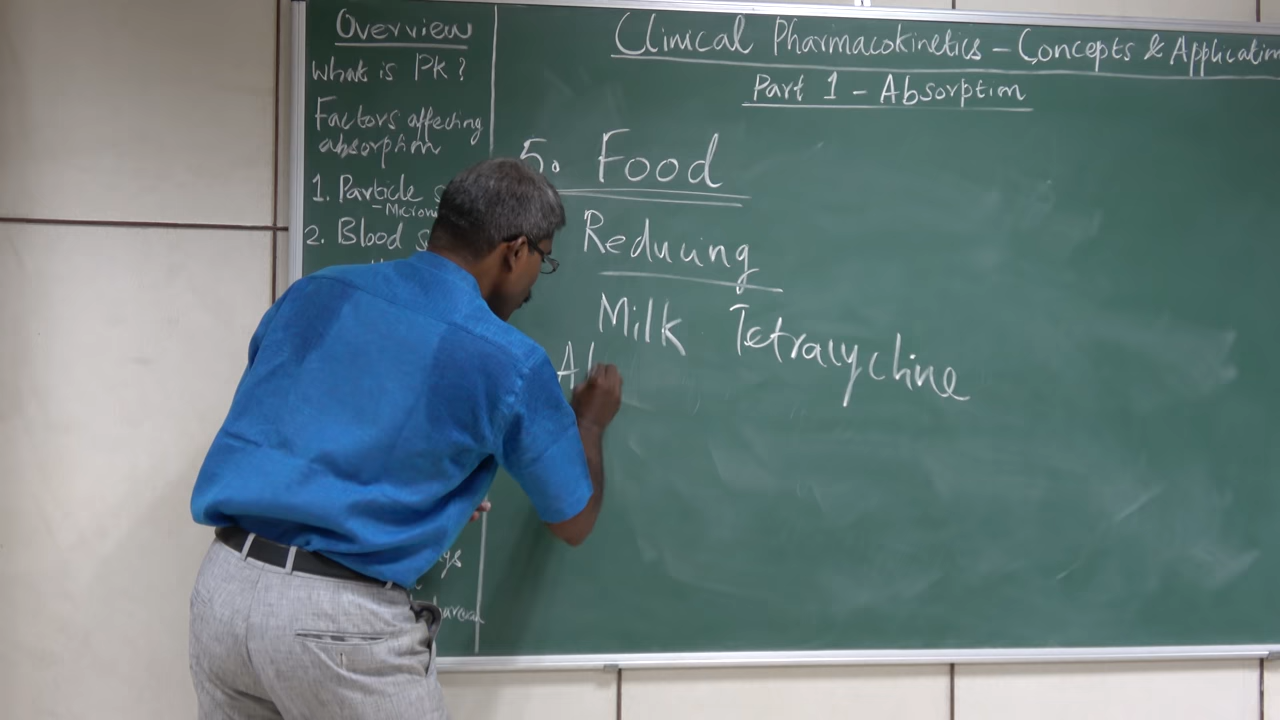 Overview
What is PK?
Factors affecting
absorption
1. Particle
- Micron
2. Blood
Clinical Pharmacokinetics – Concepts & Application
Part 1 – Absorption
5. Food
Reducing
Milk Tetracycline